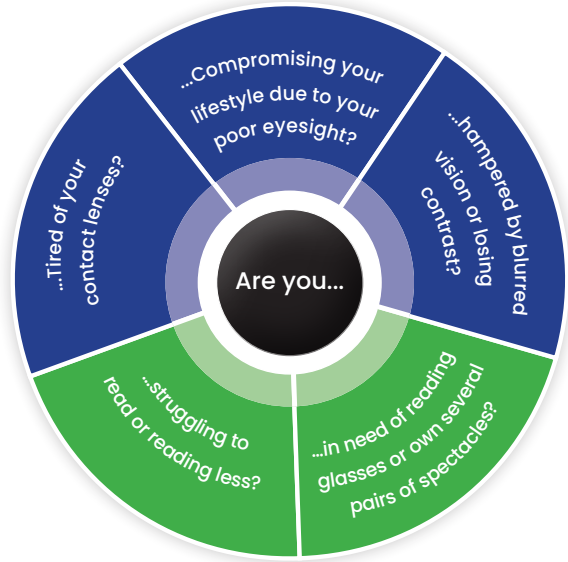 Are you...
...Compromising your
lifestyle due to your
poor eyesight?
...hampered by blurred
vision or losing
contrast?
...in need of reading
glasses or own several
pairs of spectacles?
...struggling to
read or reading less?
...Tired of your
contact lenses?